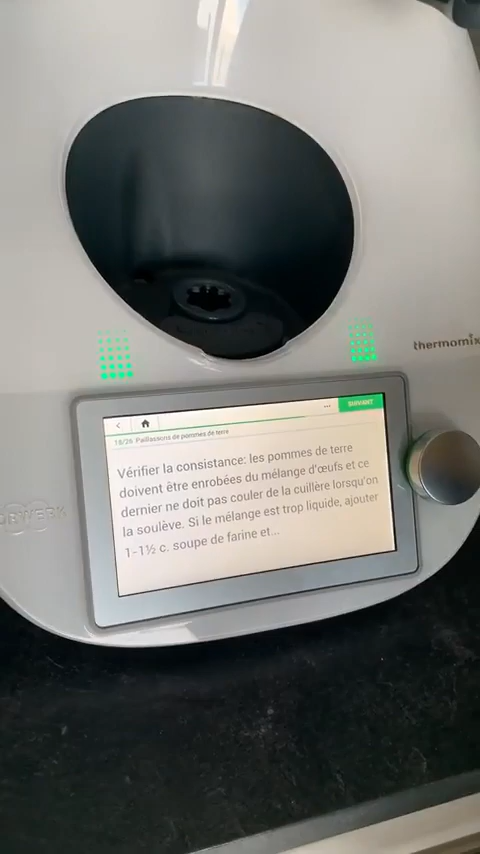 thermomix
SUIVANT
18/26 Paillassons de pommes de terre
Vérifier la consistance: les pommes de terre
doivent être enrobées du mélange d'œufs et ce
dernier ne doit pas couler de la cuillère lorsqu'on
la soulève. Si le mélange est trop liquide, ajouter
1-1½ c. soupe de farine et...